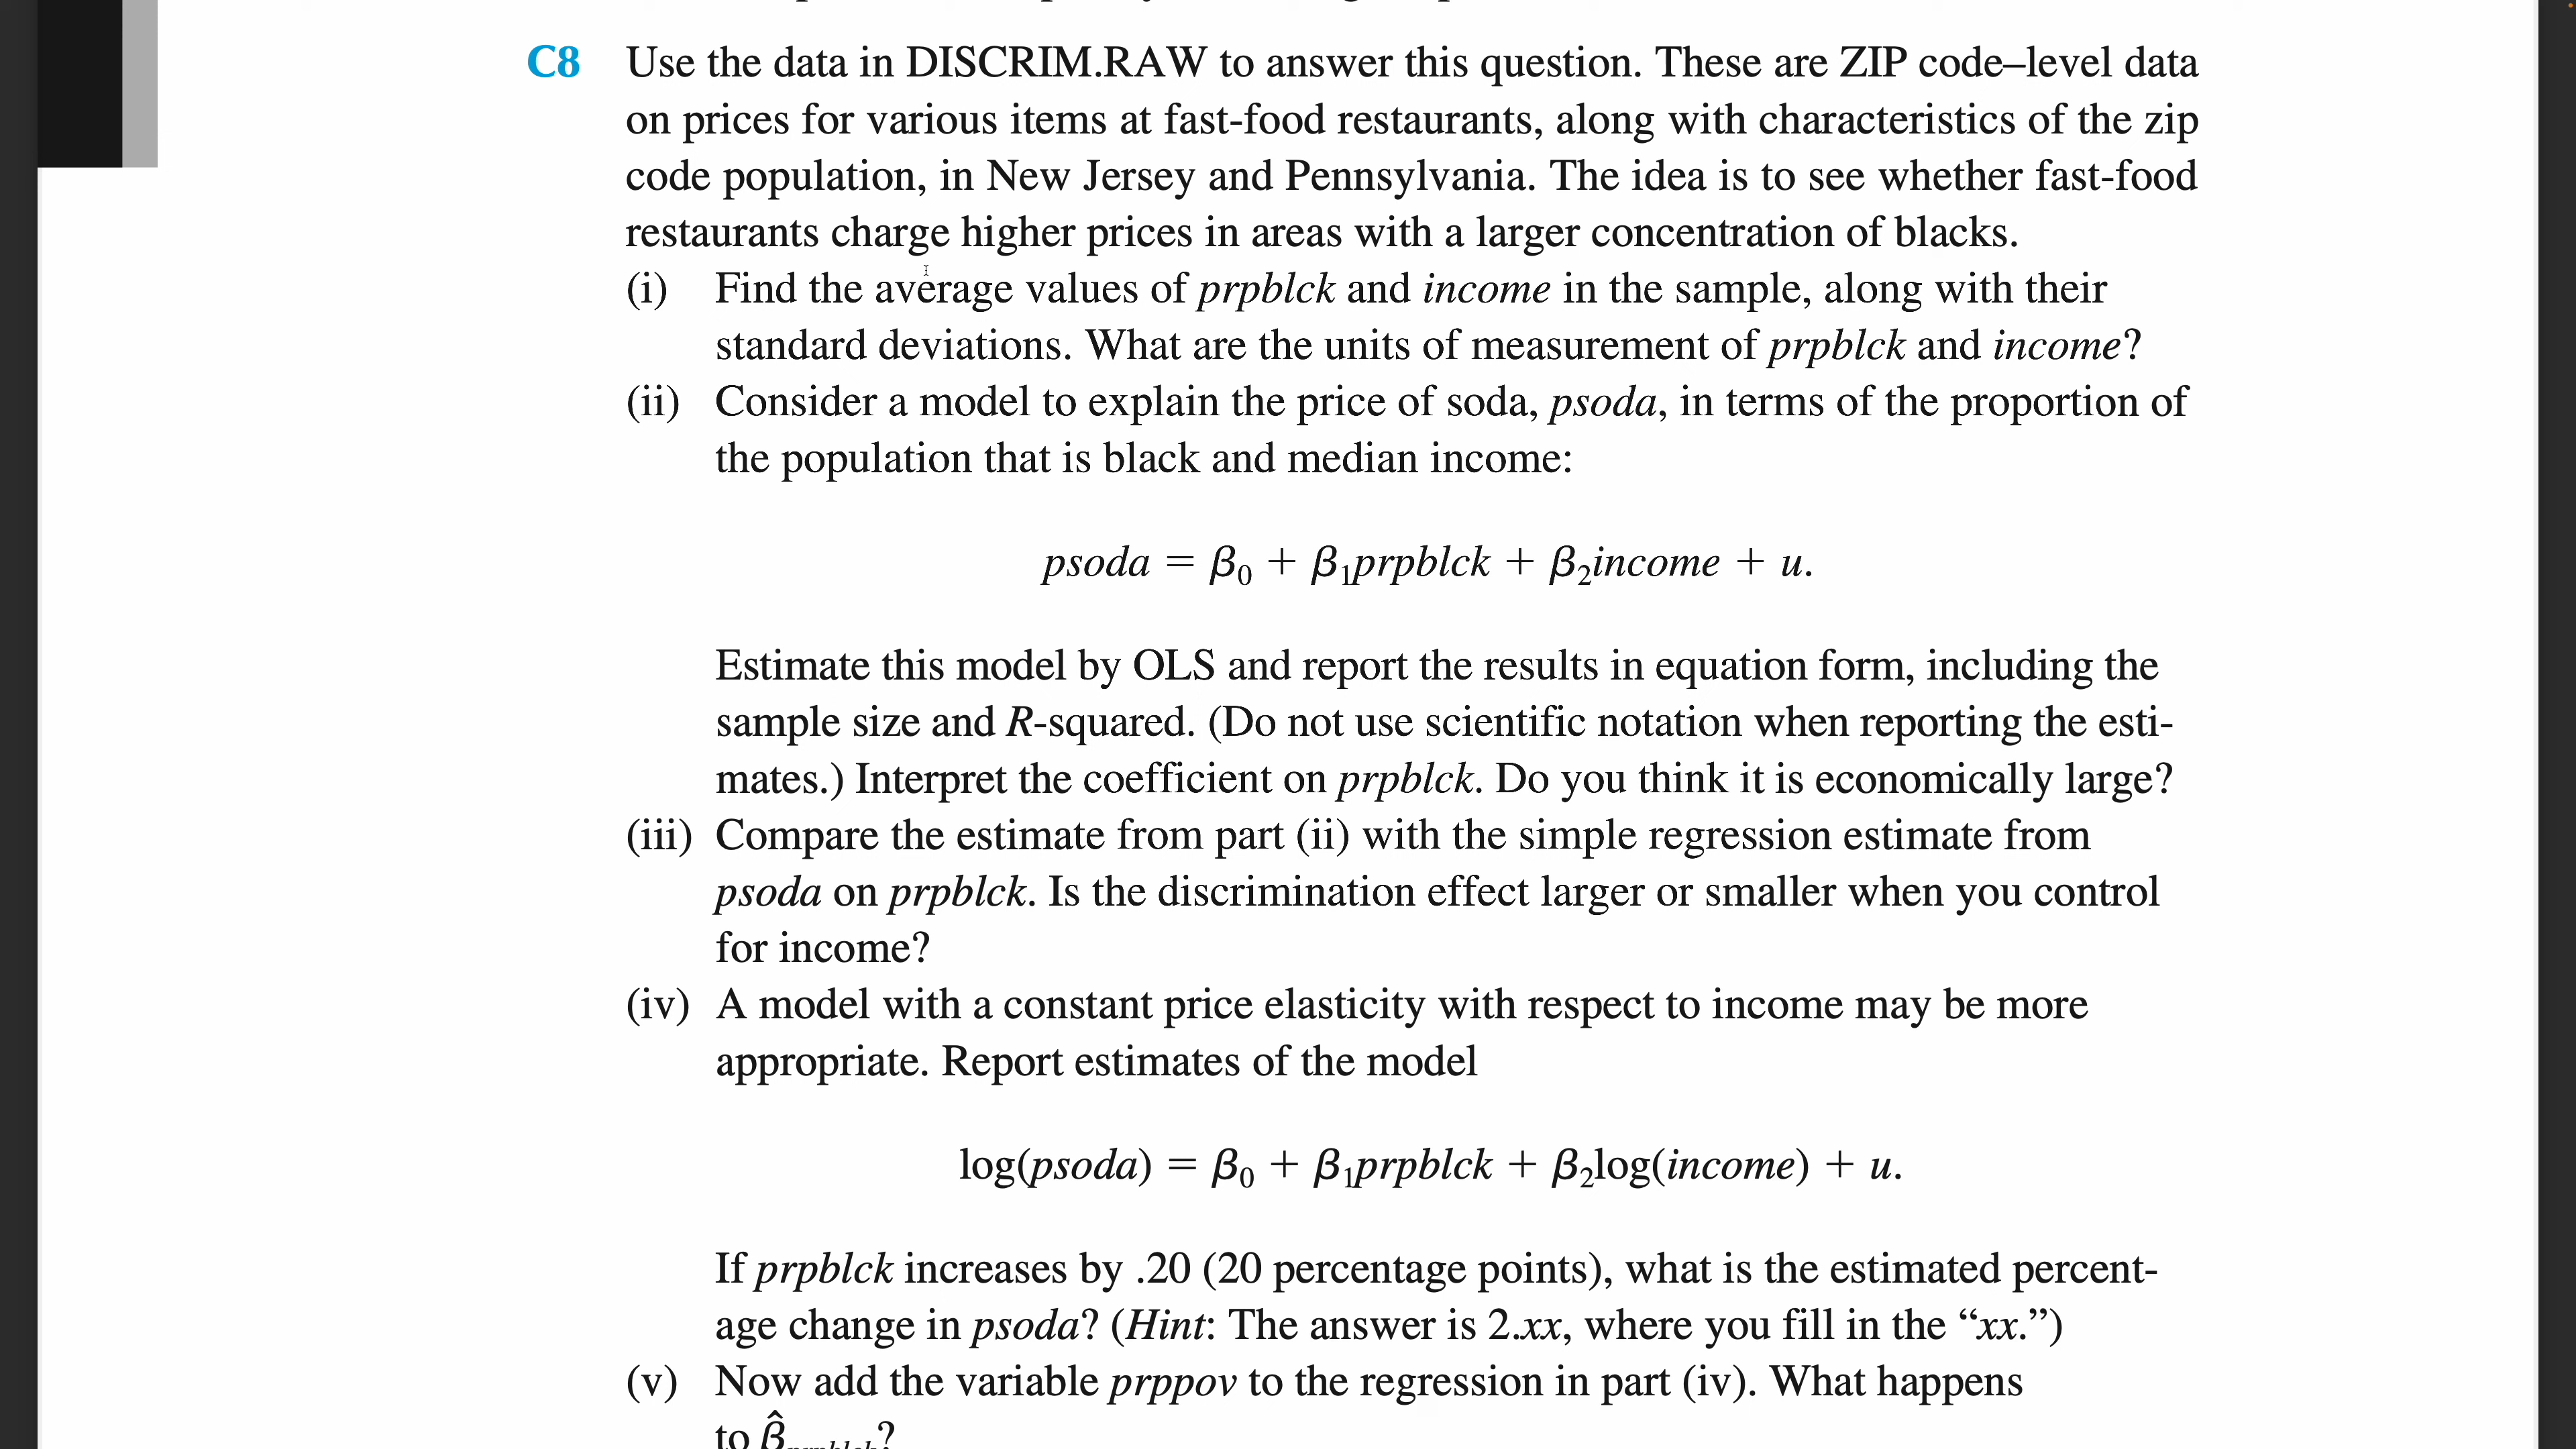 C8 Use the data in DISCRIM.RAW to answer this question. These are ZIP code–level data
on prices for various items at fast-food restaurants, along with characteristics of the zip
code population, in New Jersey and Pennsylvania. The idea is to see whether fast-food
restaurants charge higher prices in areas with a larger concentration of blacks.
(i) Find the average values of prpblck and income in the sample, along with their
standard deviations. What are the units of measurement of prpblck and income?
(ii) Consider a model to explain the price of soda, psoda, in terms of the proportion of
the population that is black and median income:
psoda = β₀ + β₁prpblck + β₂income + u.
Estimate this model by OLS and report the results in equation form, including the
sample size and R-squared. (Do not use scientific notation when reporting the esti-
mates.) Interpret the coefficient on prpblck. Do you think it is economically large?
(iii) Compare the estimate from part (ii) with the simple regression estimate from
psoda on prpblck. Is the discrimination effect larger or smaller when you control
for income?
(iv) A model with a constant price elasticity with respect to income may be more
appropriate. Report estimates of the model
log(psoda) = β₀ + β₁prpblck + β₂log(income) + u.
If prpblck increases by .20 (20 percentage points), what is the estimated percent-
age change in psoda? (Hint: The answer is 2.xx, where you fill in the “xx.”)
(v) Now add the variable prppov to the regression in part (iv). What happens
to β̂?